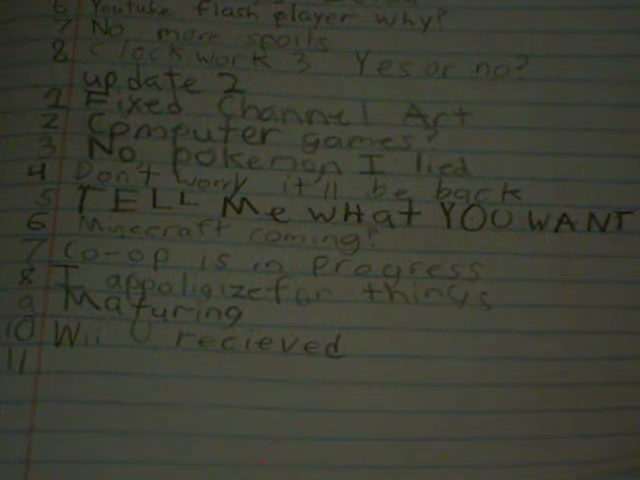 6 Youtube flash player why?
7 No more spoils
8 Clockwork 3 Yes or no?
update 2
1 Fixed Channel Art
2 Computer games?
3 No pokemon I lied
4 Don't worry it'll be back
5 TELL Me wHat YOU WANT
6 Minecraft coming?
7 Co-op is in progress
8 I appoligize for things
9 Maturing
10 Wii U recieved
11